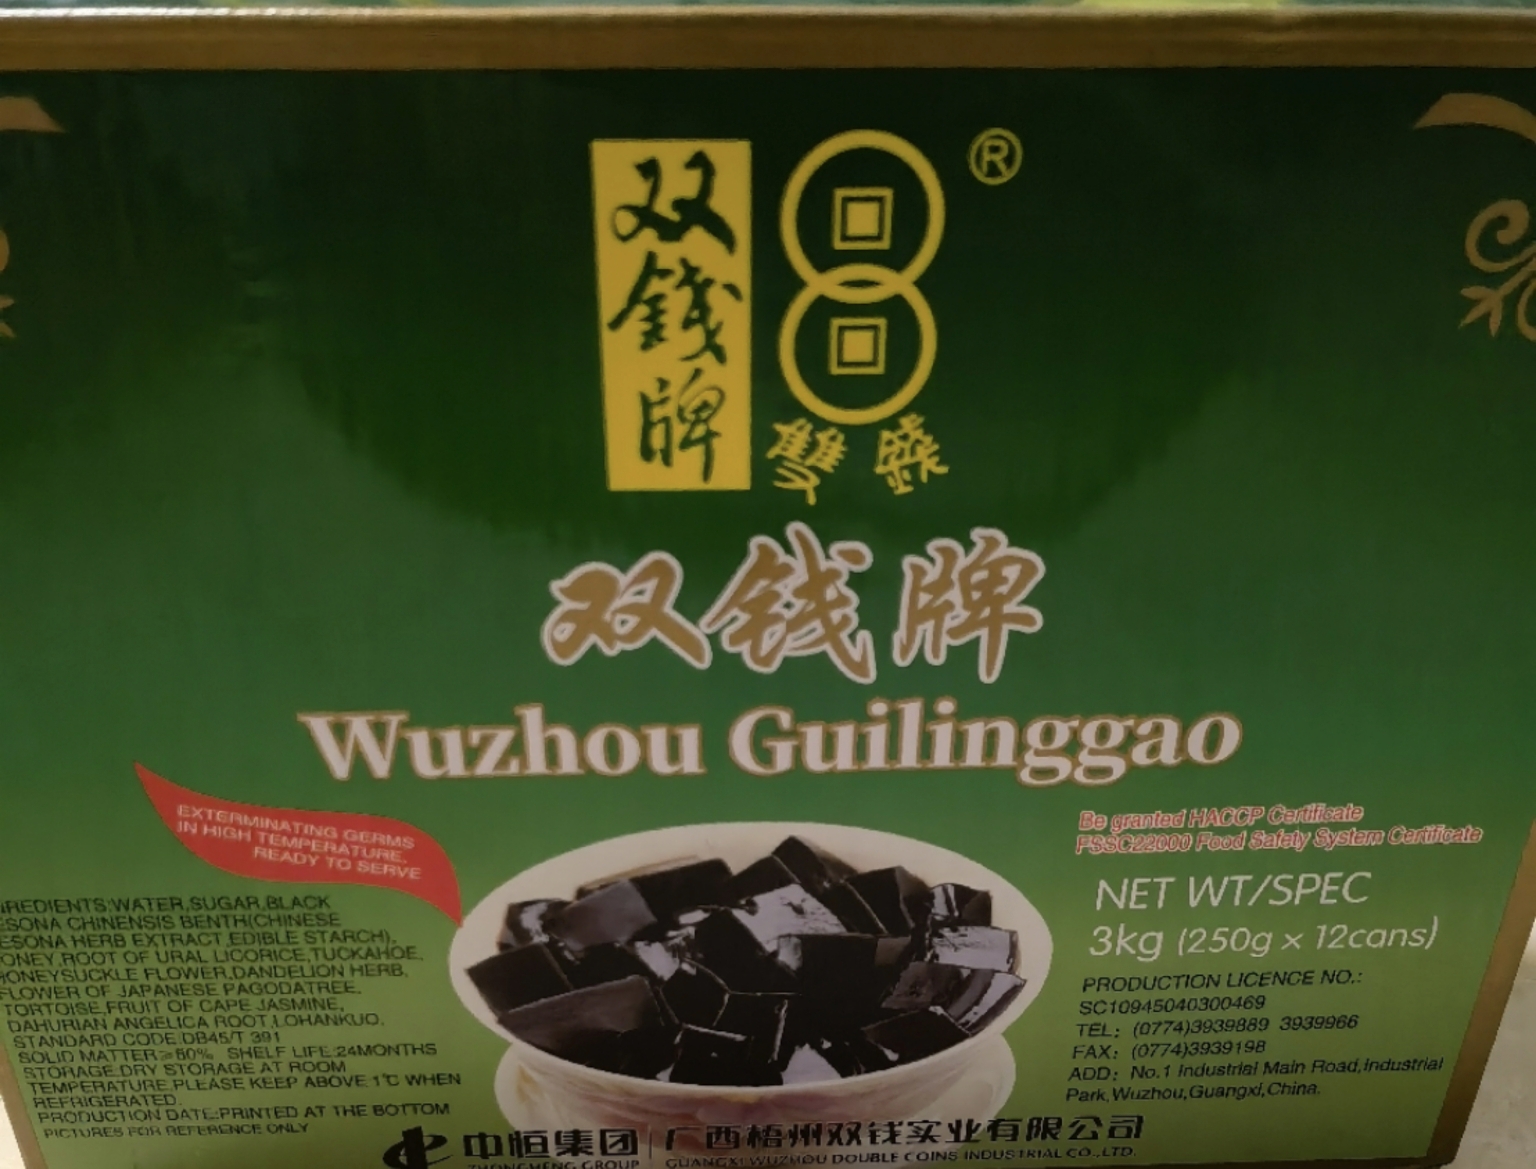 双钱牌
®
雙錢
双钱牌
Wuzhou Guilinggao
EXTERMINATING GERMS
IN HIGH TEMPERATURE,
READY TO SERVE
Be granted HACCP Certificate
FSSC22000 Food Safety System Certificate
NET WT/SPEC
3kg (250g × 12cans)
PRODUCTION LICENCE NO.:
SC10945040300469
TEL: (0774)3939889 3939966
FAX: (0774)3939198
ADD: No.1 Industrial Main Road,Industrial
Park,Wuzhou,Guangxi,China.
REDIENTS:WATER,SUGAR,BLACK
ESONA CHINENSIS BENTH(CHINESE
ESONA HERB EXTRACT,EDIBLE STARCH),
ONEY,ROOT OF URAL LICORICE,TUCKAHOE,
HONEYSUCKLE FLOWER,DANDELION HERB,
FLOWER OF JAPANESE PAGODATREE,
TORTOISE,FRUIT OF CAPE JASMINE,
DAHURIAN ANGELICA ROOT,LOHANKUO.
STANDARD CODE:DB45/T 391
SOLID MATTER≥60% SHELF LIFE:24MONTHS
STORAGE:DRY STORAGE AT ROOM
TEMPERATURE.PLEASE KEEP ABOVE 1℃ WHEN
REFRIGERATED.
PRODUCTION DATE:PRINTED AT THE BOTTOM
PICTURES FOR REFERENCE ONLY
中恒集团 | 广西梧州双钱实业有限公司
ZHONGHENG GROUP GUANGXI WUZHOU DOUBLE COINS INDUSTRIAL CO.,LTD.